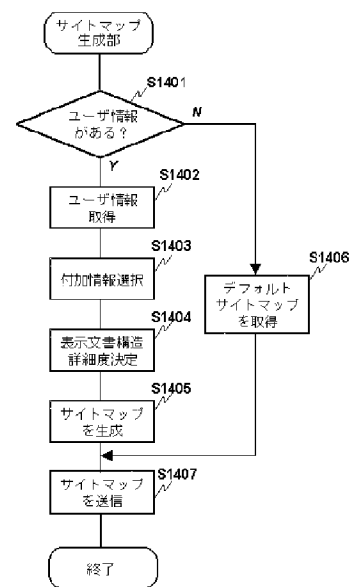 サイトマップ
生成部
S1401
ユーザ情報
がある?
N
Y
S1402
ユーザ情報
取得
S1403
付加情報選択
S1404
表示文書構造
詳細度決定
S1405
サイトマップ
を生成
S1406
デフォルト
サイトマップ
を取得
S1407
サイトマップ
を送信
終了